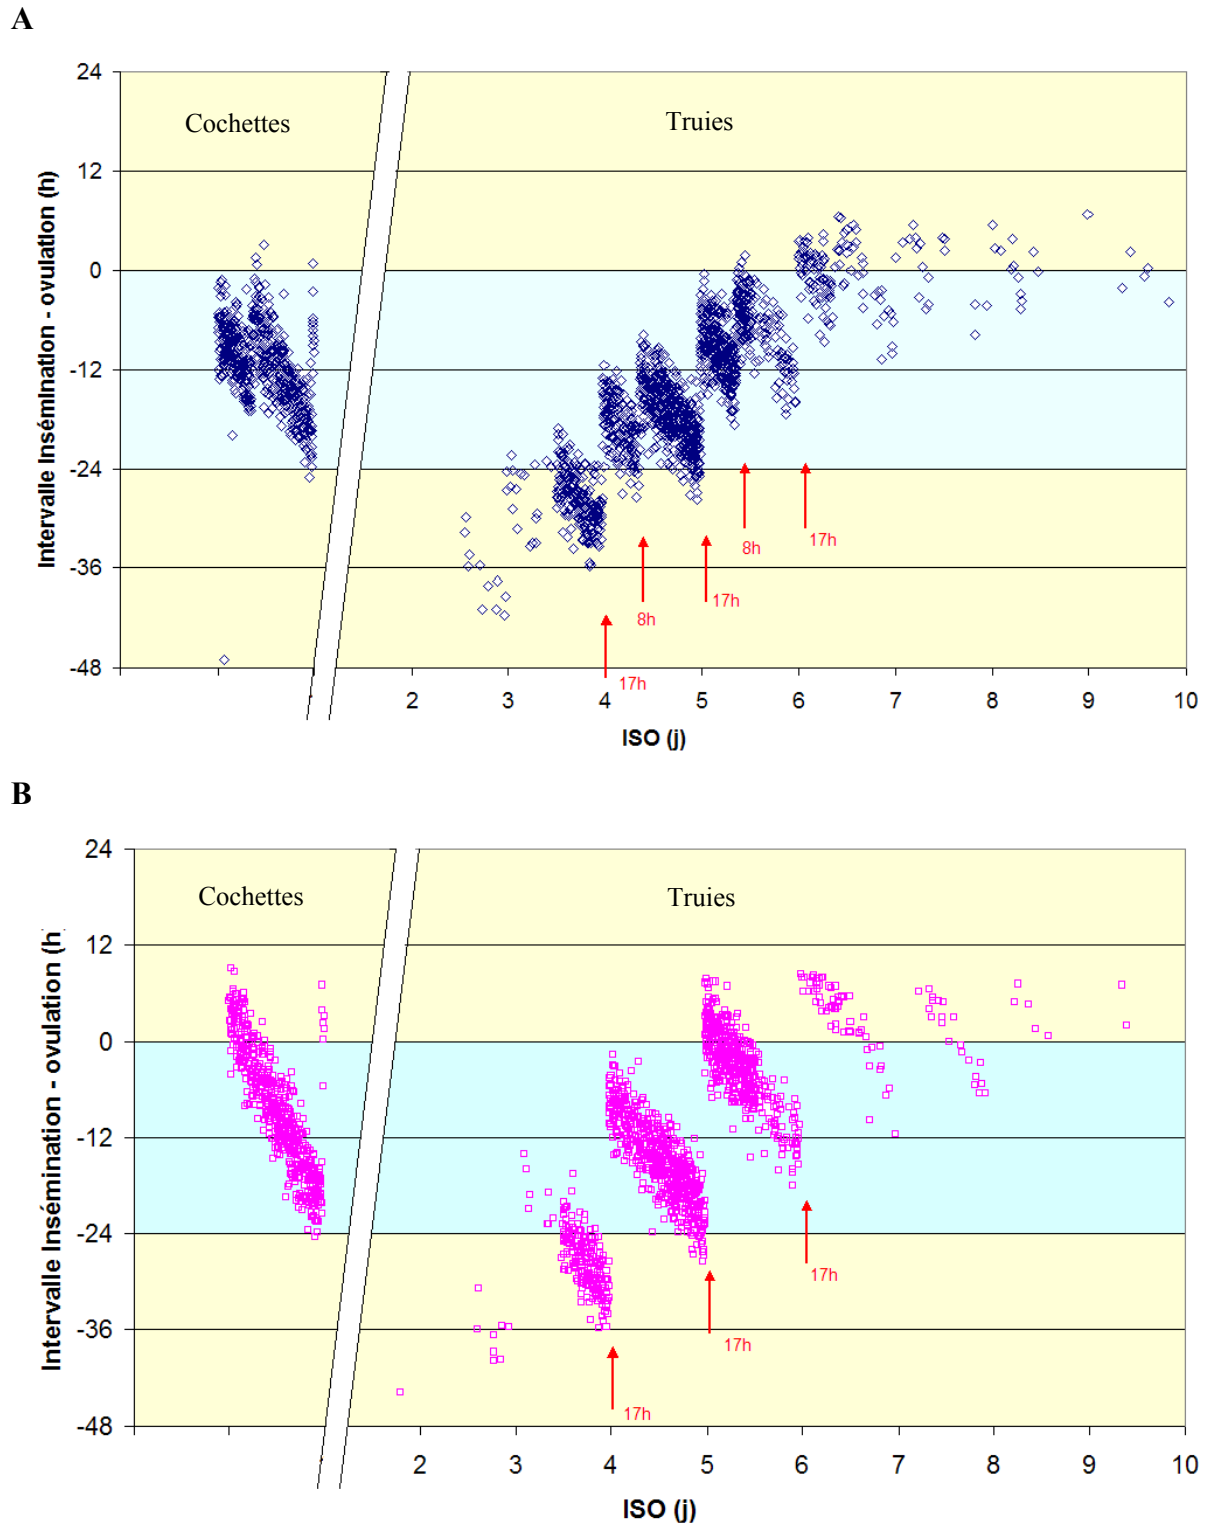 A
24
12
0
-12
-24
-36
-48
Intervalle Insémination - ovulation (h)
Cochettes
Truies
8h
17h
8h
17h
17h
2 3 4 5 6 7 8 9 10
ISO (j)
B
24
12
0
-12
-24
-36
-48
Intervalle Insémination - ovulation (h
Cochettes
Truies
17h
17h
17h
2 3 4 5 6 7 8 9 10
ISO (j)